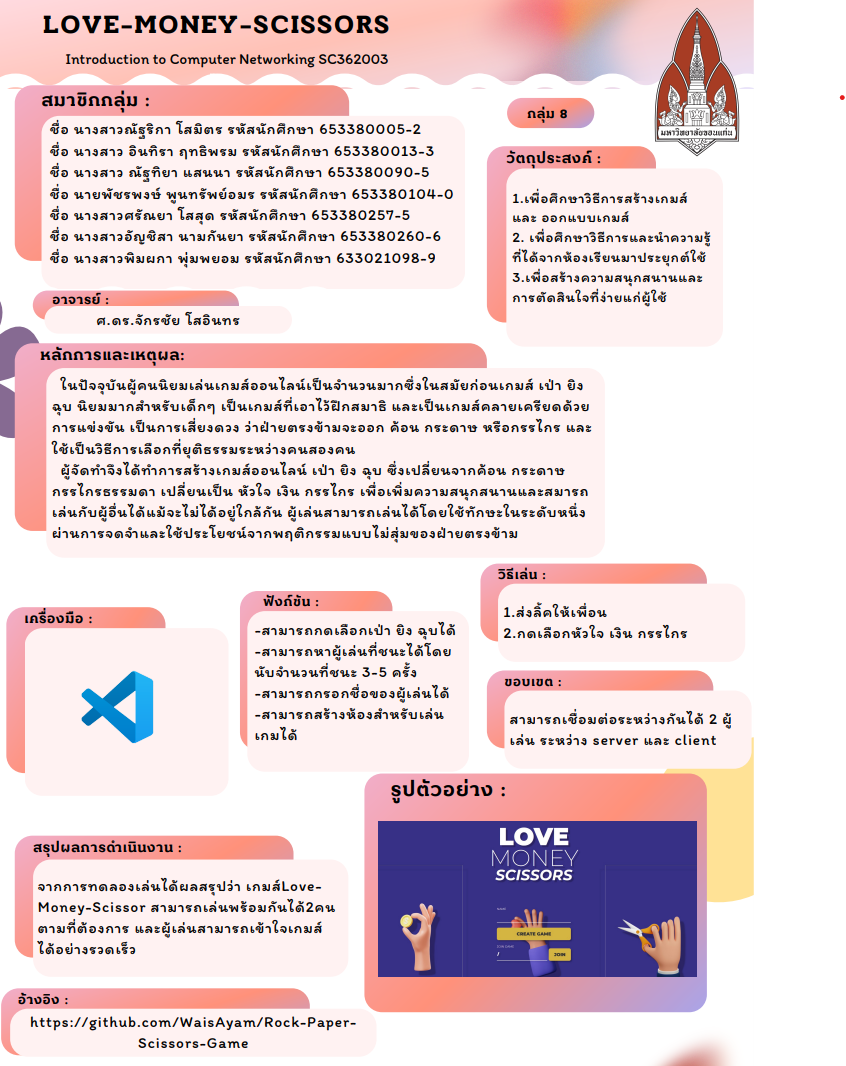 LOVE-MONEY-SCISSORS
Introduction to Computer Networking SC362003
มหาวิทยาลัยขอนแก่น
สมาชิกกลุ่ม :
ชื่อ นางสาวณัฐริกา โสมิตร รหัสนักศึกษา 653380005-2
ชื่อ นางสาว อินทิรา ฤทธิพรม รหัสนักศึกษา 653380013-3
ชื่อ นางสาว ณัฐทิยา แสนนา รหัสนักศึกษา 653380090-5
ชื่อ นายพัชรพงษ์ พูนทรัพย์อมร รหัสนักศึกษา 653380104-0
ชื่อ นางสาวศรัณยา โสสุด รหัสนักศึกษา 653380257-5
ชื่อ นางสาวอัญชิสา นามกันยา รหัสนักศึกษา 653380260-6
ชื่อ นางสาวพิมผกา พุ่มพยอม รหัสนักศึกษา 633021098-9
กลุ่ม 8
วัตถุประสงค์ :
1.เพื่อศึกษาวิธีการสร้างเกมส์
และ ออกแบบเกมส์
2. เพื่อศึกษาวิธีการและนำความรู้
ที่ได้จากห้องเรียนมาประยุกต์ใช้
3.เพื่อสร้างความสนุกสนานและ
การตัดสินใจที่ง่ายแก่ผู้ใช้
อาจารย์ :
ศ.ดร.จักรชัย โสอินทร
หลักการและเหตุผล:
ในปัจจุบันผู้คนนิยมเล่นเกมส์ออนไลน์เป็นจำนวนมากซึ่งในสมัยก่อนเกมส์ เป่า ยิง
ฉุบ นิยมมากสำหรับเด็กๆ เป็นเกมส์ที่เอาไว้ฝึกสมาธิ และเป็นเกมส์คลายเครียดด้วย
การแข่งขัน เป็นการเสี่ยงดวง ว่าฝ่ายตรงข้ามจะออก ค้อน กระดาษ หรือกรรไกร และ
ใช้เป็นวิธีการเลือกที่ยุติธรรมระหว่างคนสองคน
ผู้จัดทำจึงได้ทำการสร้างเกมส์ออนไลน์ เป่า ยิง ฉุบ ซึ่งเปลี่ยนจากค้อน กระดาษ
กรรไกรธรรมดา เปลี่ยนเป็น หัวใจ เงิน กรรไกร เพื่อเพิ่มความสนุกสนานและสมารถ
เล่นกับผู้อื่นได้แม้จะไม่ได้อยู่ใกล้กัน ผู้เล่นสามารถเล่นได้โดยใช้ทักษะในระดับหนึ่ง
ผ่านการจดจำและใช้ประโยชน์จากพฤติกรรมแบบไม่สุ่มของฝ่ายตรงข้าม
เครื่องมือ :
ฟังก์ชัน :
-สามารถกดเลือกเป่า ยิง ฉุบได้
-สามารถหาผู้เล่นที่ชนะได้โดย
นับจำนวนที่ชนะ 3-5 ครั้ง
-สามารถกรอกชื่อของผู้เล่นได้
-สามารถสร้างห้องสำหรับเล่น
เกมได้
วิธีเล่น :
1.ส่งลิ้คให้เพื่อน
2.กดเลือกหัวใจ เงิน กรรไกร
ขอบเขต :
สามารถเชื่อมต่อระหว่างกันได้ 2 ผู้
เล่น ระหว่าง server และ client
รูปตัวอย่าง :
LOVE
MONEY
SCISSORS
NAME
CREATE GAME
JOIN GAME
/
JOIN
สรุปผลการดำเนินงาน :
จากการทดลองเล่นได้ผลสรุปว่า เกมส์Love-
Money-Scissor สามารถเล่นพร้อมกันได้2คน
ตามที่ต้องการ และผู้เล่นสามารถเข้าใจเกมส์
ได้อย่างรวดเร็ว
อ้างอิง :
https://github.com/WaisAyam/Rock-Paper-
Scissors-Game